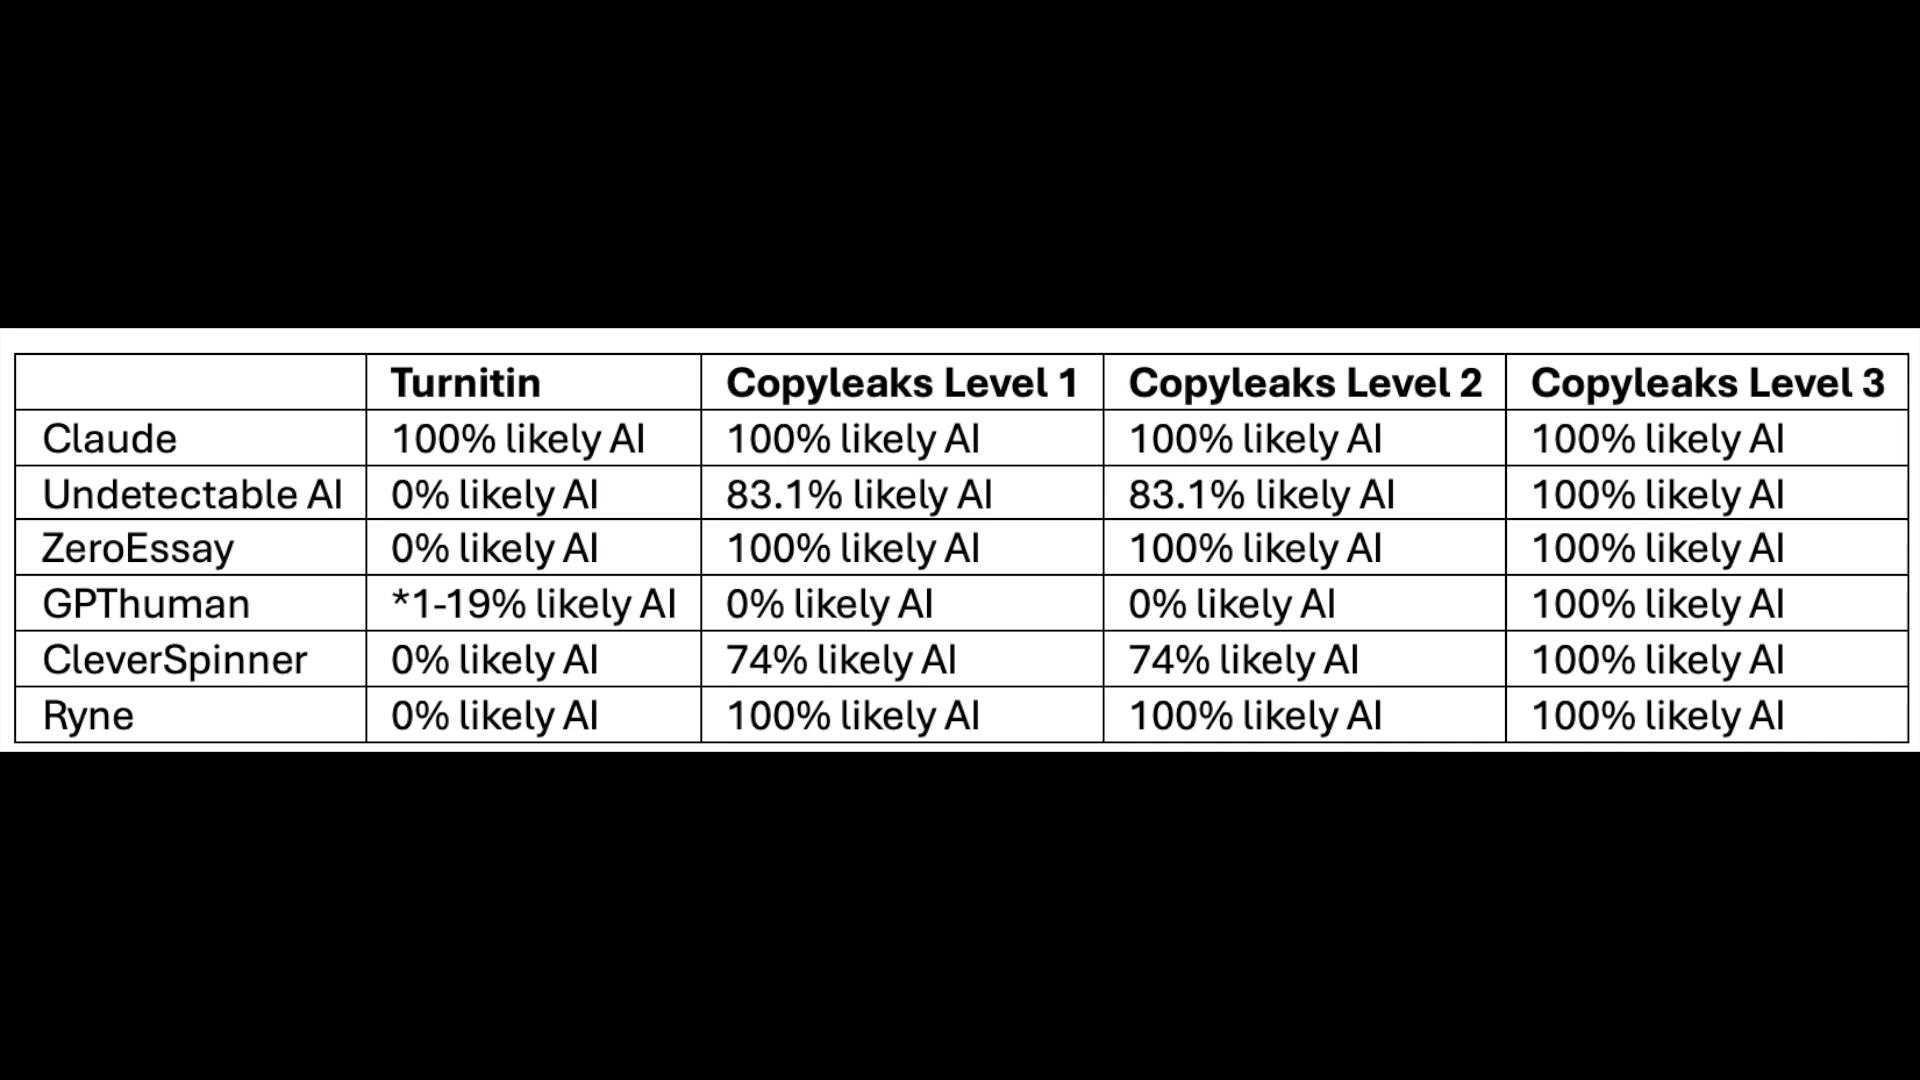 Turnitin Copyleaks Level 1 Copyleaks Level 2 Copyleaks Level 3
Claude 100% likely AI 100% likely AI 100% likely AI 100% likely AI
Undetectable AI 0% likely AI 83.1% likely AI 83.1% likely AI 100% likely AI
ZeroEssay 0% likely AI 100% likely AI 100% likely AI 100% likely AI
GPThuman *1-19% likely AI 0% likely AI 0% likely AI 100% likely AI
CleverSpinner 0% likely AI 74% likely AI 74% likely AI 100% likely AI
Ryne 0% likely AI 100% likely AI 100% likely AI 100% likely AI